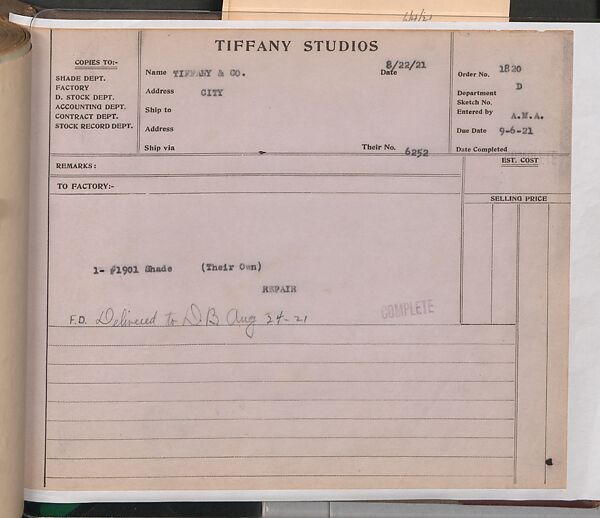 TIFFANY STUDIOS
COPIES TO:-
SHADE DEPT.
FACTORY
D. STOCK DEPT.
ACCOUNTING DEPT.
CONTRACT DEPT.
STOCK RECORD DEPT.
Name TIFFANY & CO.
8/22/21
Date
Address CITY
Ship to
Address
Ship via
Their No. 6252
Order No. 1820
Department D
Sketch No.
Entered by A.M.A.
Due Date 9-6-21
Date Completed
REMARKS:
EST. COST
TO FACTORY:-
SELLING PRICE
1- #1901 Shade (Their Own)
REPAIR
F.D. Delivered to D.B Aug 24-21
COMPLETE